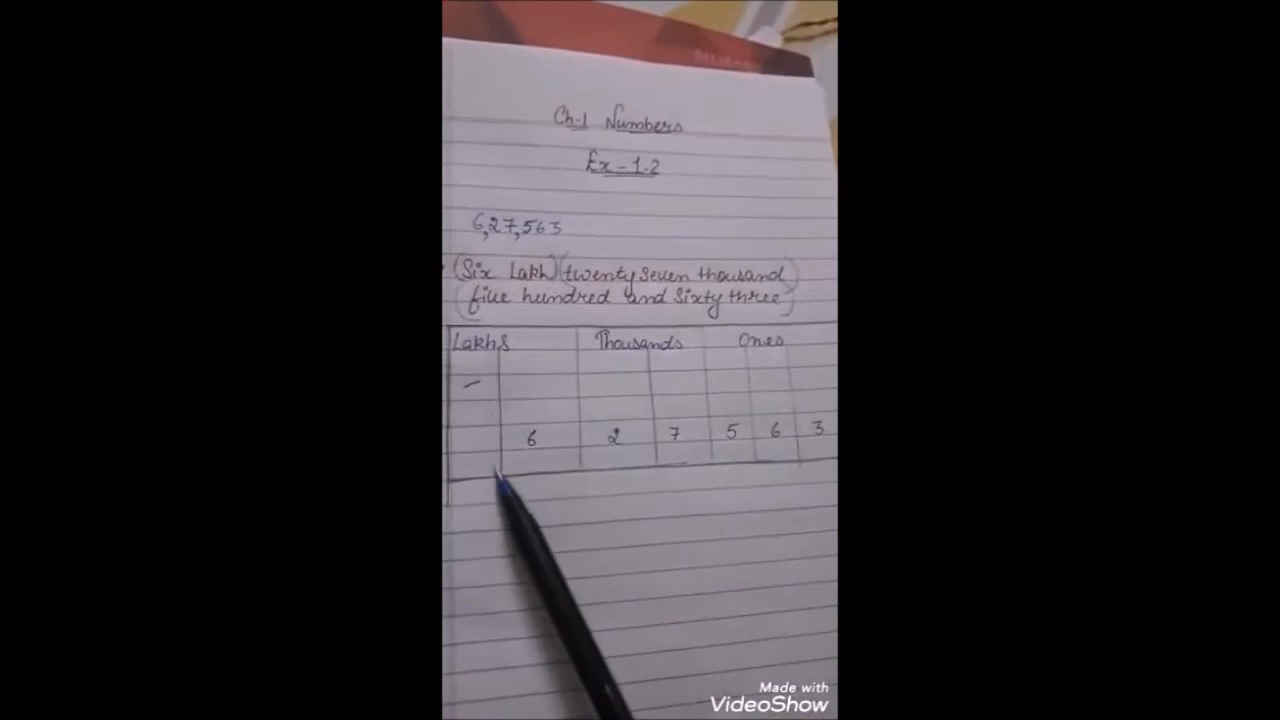 Ch-1 Numbers
Ex - 1.2
6,27,563
(Six Lakh) (twenty seven thousand)
(five hundred and Sixty three)
Lakhs Thousands Ones
-
6 2 7 5 6 3
Made with
VideoShow